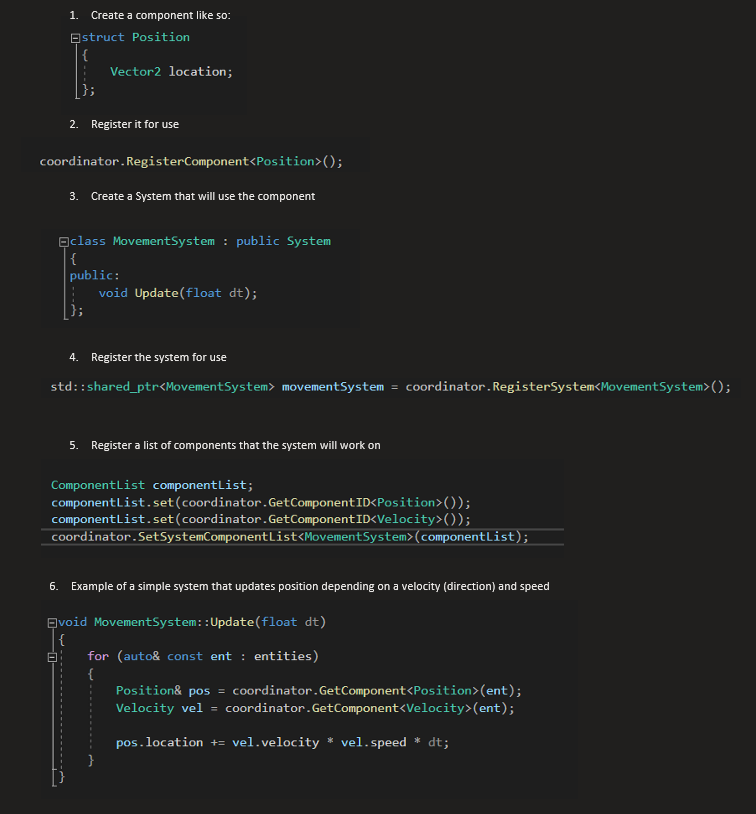 1. Create a component like so:
struct Position
{
Vector2 location;
};
2. Register it for use
coordinator.RegisterComponent<Position>();
3. Create a System that will use the component
class MovementSystem : public System
{
public:
void Update(float dt);
};
4. Register the system for use
std::shared_ptr<MovementSystem> movementSystem = coordinator.RegisterSystem<MovementSystem>();
5. Register a list of components that the system will work on
ComponentList componentList;
componentList.set(coordinator.GetComponentID<Position>());
componentList.set(coordinator.GetComponentID<Velocity>());
coordinator.SetSystemComponentList<MovementSystem>(componentList);
6. Example of a simple system that updates position depending on a velocity (direction) and speed
void MovementSystem::Update(float dt)
{
for (auto& const ent : entities)
{
Position& pos = coordinator.GetComponent<Position>(ent);
Velocity vel = coordinator.GetComponent<Velocity>(ent);
pos.location += vel.velocity * vel.speed * dt;
}
}